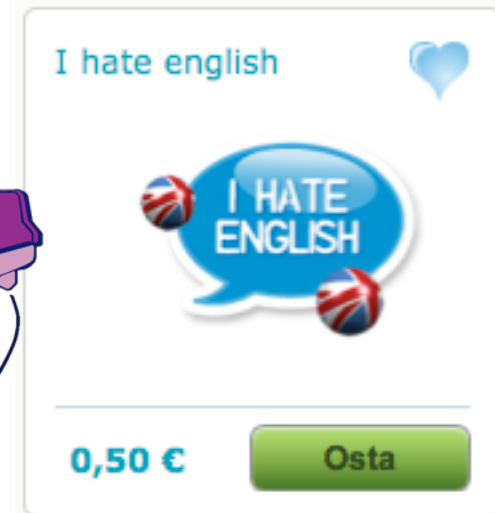 I hate english
I HATE
ENGLISH
0,50 €
Osta